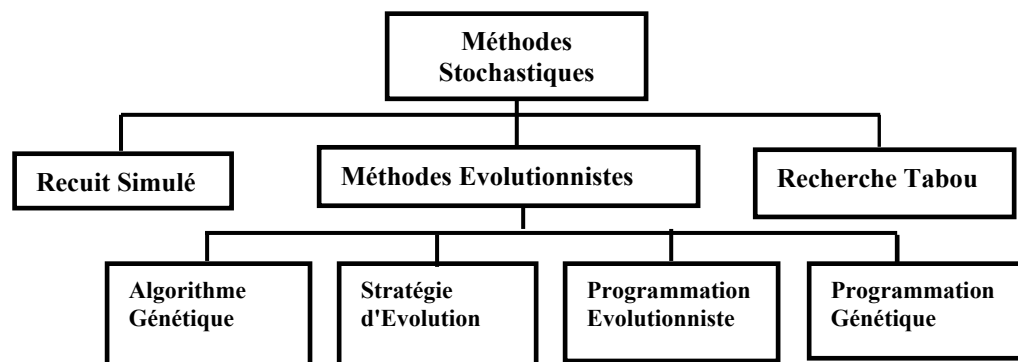 Méthodes
Stochastiques
Recuit Simulé
Méthodes Evolutionnistes
Recherche Tabou
Algorithme
Génétique
Stratégie
d'Evolution
Programmation
Evolutionniste
Programmation
Génétique